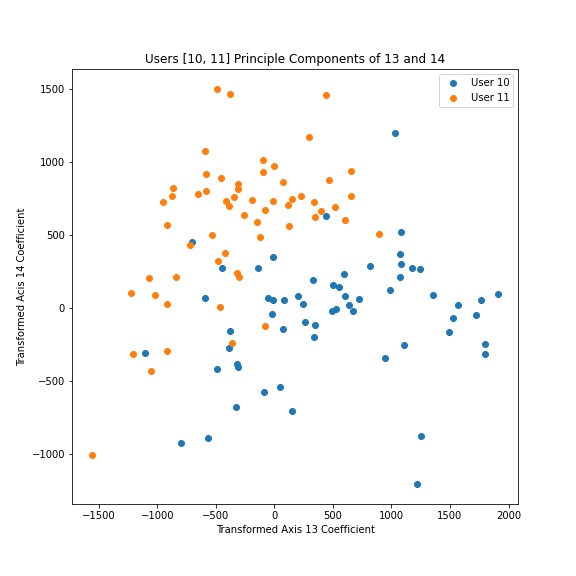 Users [10, 11] Principle Components of 13 and 14
User 10
User 11
Transformed Acis 14 Coefficient
1500
1000
500
0
−500
−1000
−1500
−1000
−500
0
500
1000
1500
2000
Transformed Axis 13 Coefficient